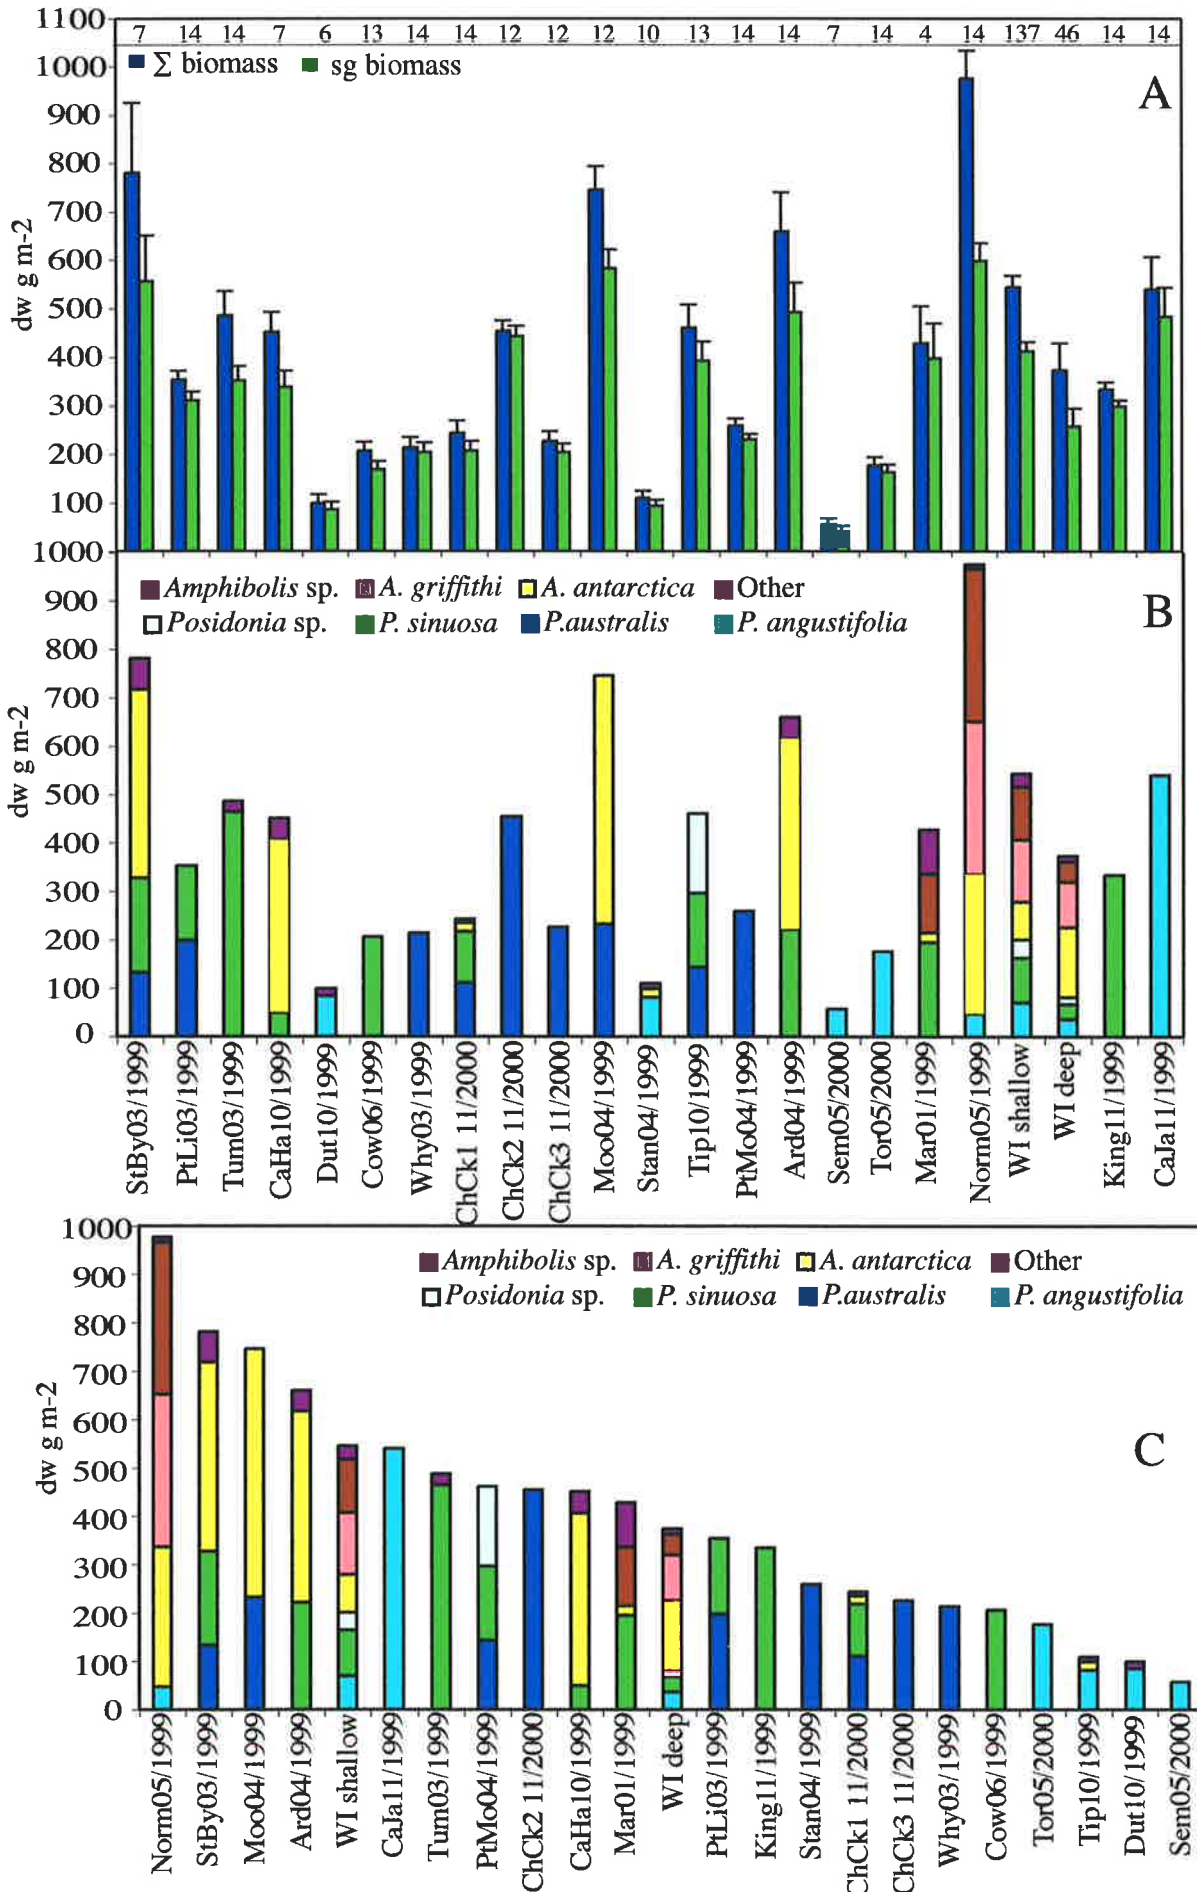 1100
7 14 14 7 6 13 14 14 12 12 12 10 13 14 14 7 14 4 14 137 46 14 14
1000
∑ biomass sg biomass
A
900
800
700
600
500
400
300
200
100
dw g m-2
1000
Amphibolis sp. A. griffithi A. antarctica Other
Posidonia sp. P. sinuosa P.australis P. angustifolia
B
900
800
700
600
500
400
300
200
100
0
dw g m-2
StBy03/1999
PtLi03/1999
Tum03/1999
CaHa10/1999
Dut10/1999
Cow06/1999
Why03/1999
ChCk1 11/2000
ChCk2 11/2000
ChCk3 11/2000
Moo04/1999
Stan04/1999
Tip10/1999
PtMo04/1999
Ard04/1999
Sem05/2000
Tor05/2000
Mar01/1999
Norm05/1999
WI shallow
WI deep
King11/1999
CaJa11/1999
1000
Amphibolis sp. A. griffithi A. antarctica Other
Posidonia sp. P. sinuosa P.australis P. angustifolia
C
900
800
700
600
500
400
300
200
100
0
dw g m-2
Norm05/1999
StBy03/1999
Moo04/1999
Ard04/1999
WI shallow
CaJa11/1999
Tum03/1999
PtMo04/1999
ChCk2 11/2000
CaHa10/1999
Mar01/1999
WI deep
PtLi03/1999
King11/1999
Stan04/1999
ChCk1 11/2000
ChCk3 11/2000
Why03/1999
Cow06/1999
Tor05/2000
Tip10/1999
Dut10/1999
Sem05/2000